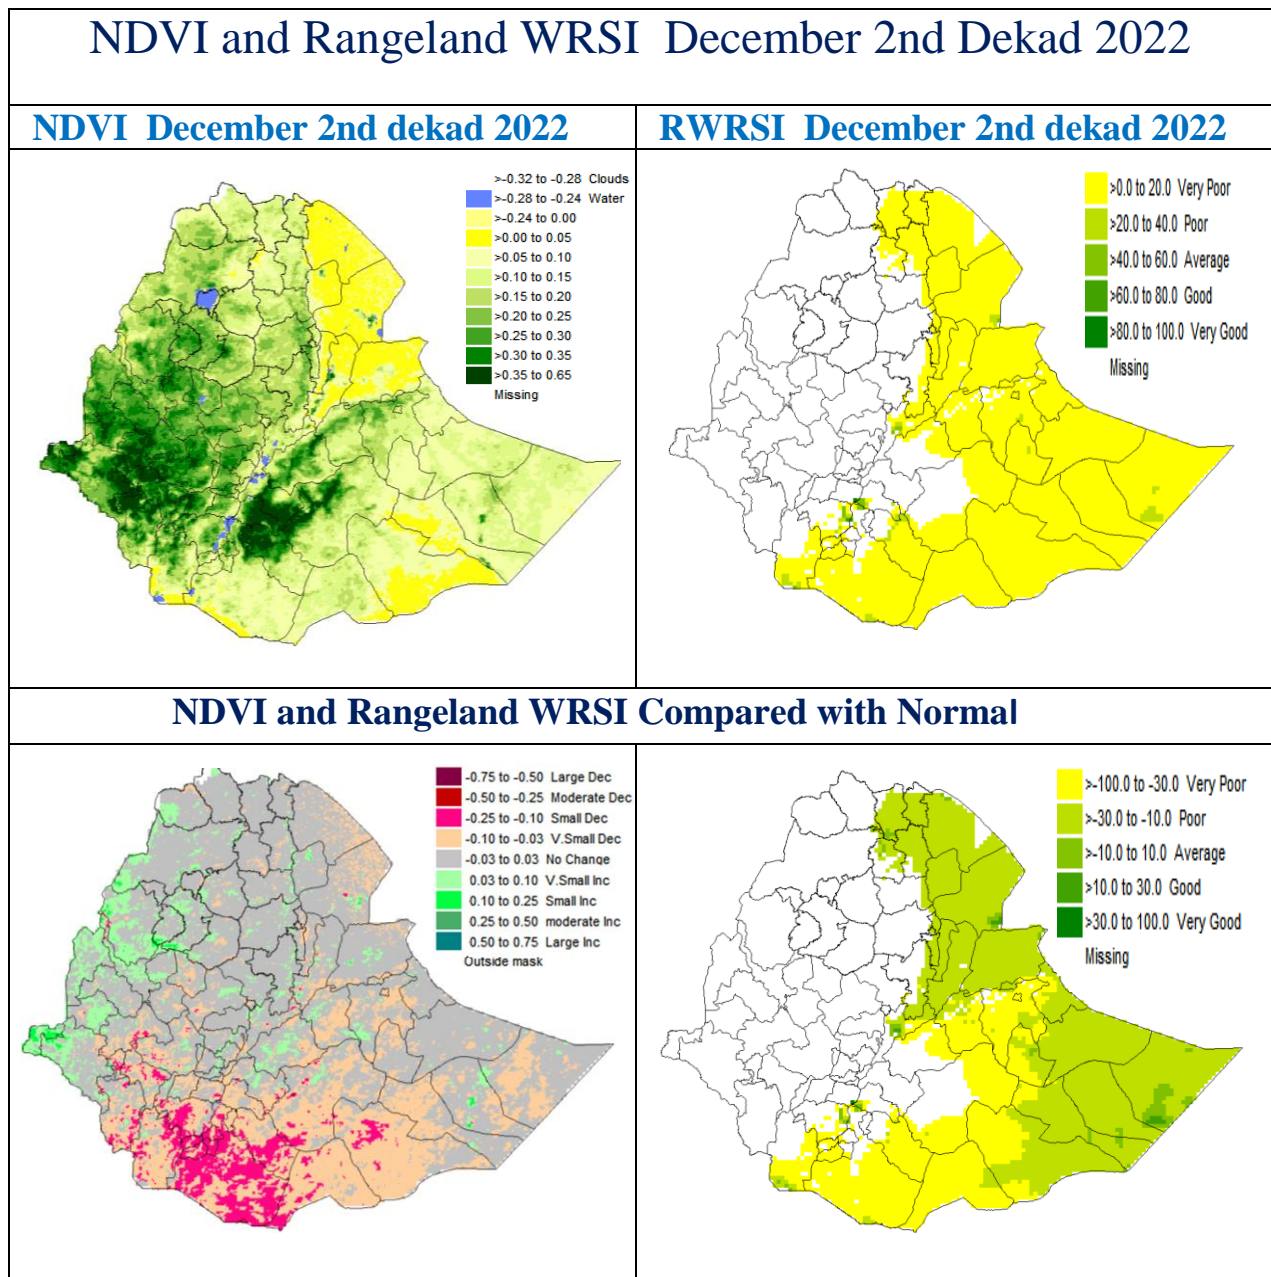 NDVI and Rangeland WRSI December 2nd Dekad 2022
NDVI December 2nd dekad 2022
RWRSI December 2nd dekad 2022
>-0.32 to -0.28 Clouds
>-0.28 to -0.24 Water
>-0.24 to 0.00
>0.00 to 0.05
>0.05 to 0.10
>0.10 to 0.15
>0.15 to 0.20
>0.20 to 0.25
>0.25 to 0.30
>0.30 to 0.35
>0.35 to 0.65
Missing
>0.0 to 20.0 Very Poor
>20.0 to 40.0 Poor
>40.0 to 60.0 Average
>60.0 to 80.0 Good
>80.0 to 100.0 Very Good
Missing
NDVI and Rangeland WRSI Compared with Normal
-0.75 to -0.50 Large Dec
-0.50 to -0.25 Moderate Dec
-0.25 to -0.10 Small Dec
-0.10 to -0.03 V.Small Dec
-0.03 to 0.03 No Change
0.03 to 0.10 V.Small Inc
0.10 to 0.25 Small Inc
0.25 to 0.50 moderate Inc
0.50 to 0.75 Large Inc
Outside mask
>-100.0 to -30.0 Very Poor
>-30.0 to -10.0 Poor
>-10.0 to 10.0 Average
>10.0 to 30.0 Good
>30.0 to 100.0 Very Good
Missing